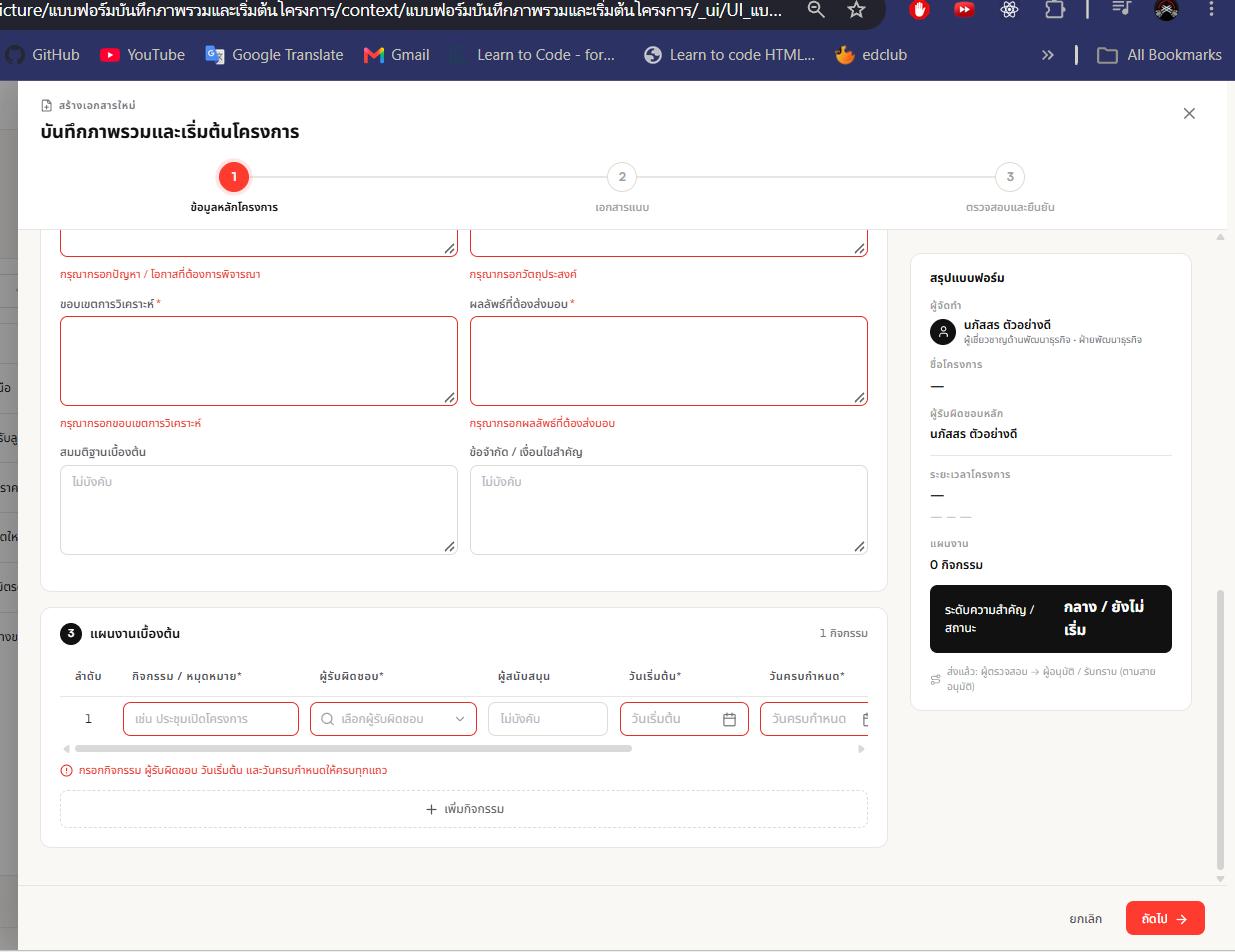 icture/แบบฟอร์มบันทึกภาพรวมและเริ่มต้นโครงการ/context/แบบฟอร์มบันทึกภาพรวมและเริ่มต้นโครงการ/_ui/UI_แบ...
GitHub YouTube Google Translate Gmail Learn to Code - for... Learn to code HTML... edclub » All Bookmarks
สร้างเอกสารใหม่
บันทึกภาพรวมและเริ่มต้นโครงการ
1 2 3
ข้อมูลหลักโครงการ เอกสารแนบ ตรวจสอบและยืนยัน
กรุณากรอกปัญหา / โอกาสที่ต้องการพิจารณา กรุณากรอกวัตถุประสงค์
ขอบเขตการวิเคราะห์* ผลลัพธ์ที่ต้องส่งมอบ*
กรุณากรอกขอบเขตการวิเคราะห์ กรุณากรอกผลลัพธ์ที่ต้องส่งมอบ
สมมติฐานเบื้องต้น ข้อจำกัด / เงื่อนไขสำคัญ
ไม่บังคับ ไม่บังคับ
3 แผนงานเบื้องต้น 1 กิจกรรม
ลำดับ กิจกรรม / หมุดหมาย* ผู้รับผิดชอบ* ผู้สนับสนุน วันเริ่มต้น* วันครบกำหนด*
1 เช่น ประชุมเปิดโครงการ เลือกผู้รับผิดชอบ ไม่บังคับ วันเริ่มต้น วันครบกำหนด
กรอกกิจกรรม ผู้รับผิดชอบ วันเริ่มต้น และวันครบกำหนดให้ครบทุกแถว
+ เพิ่มกิจกรรม
สรุปแบบฟอร์ม
ผู้จัดทำ
นภัสสร ตัวอย่างดี
ผู้เชี่ยวชาญด้านพัฒนาธุรกิจ · ฝ่ายพัฒนาธุรกิจ
ชื่อโครงการ
—
ผู้รับผิดชอบหลัก
นภัสสร ตัวอย่างดี
ระยะเวลาโครงการ
—
— — —
แผนงาน
0 กิจกรรม
ระดับความสำคัญ / สถานะ
กลาง / ยังไม่เริ่ม
ส่งแล้ว: ผู้ตรวจสอบ → ผู้อนุมัติ / รับทราบ (ตามสาย
อนุมัติ)
ยกเลิก ถัดไป →